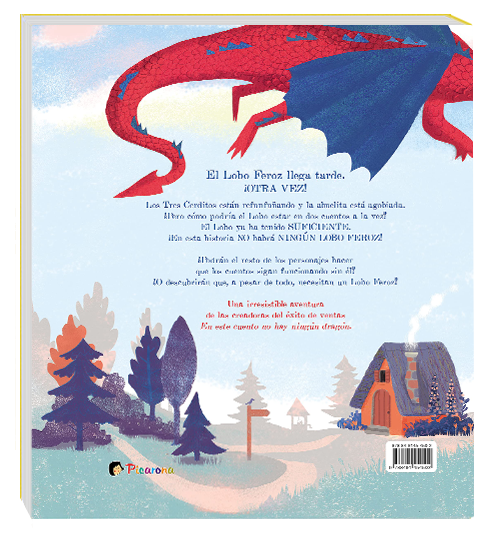 El Lobo Feroz llega tarde.
¡OTRA VEZ!
Los Tres Cerditos están refunfuñando y la abuelita está agobiada.
¡Pero cómo podría el Lobo estar en dos cuentos a la vez?
El Lobo ya ha tenido SUFICIENTE.
¡En esta historia NO habrá NINGÚN LOBO FEROZ!
¿Podrán el resto de los personajes hacer
que los cuentos sigan funcionando sin él?
¿O descubrirán que, a pesar de todo, necesitan un Lobo Feroz?
Una irresistible aventura
de las creadoras del éxito de ventas
En este cuento no hay ningún dragón.
Picarona